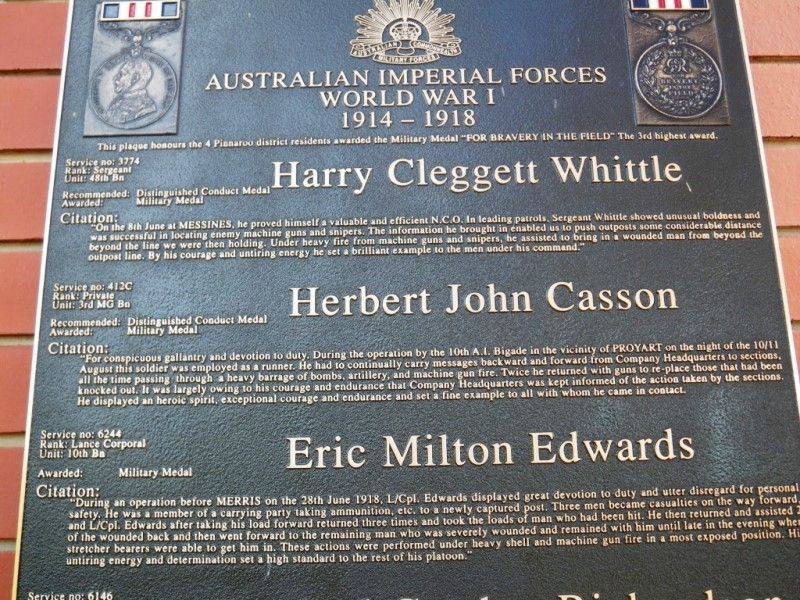 AUSTRALIAN COMMONWEALTH
MILITARY FORCES
FOR
BRAVERY
IN THE
FIELD
AUSTRALIAN IMPERIAL FORCES
WORLD WAR I
1914 – 1918
This plaque honours the 4 Pinnaroo district residents awarded the Military Medal "FOR BRAVERY IN THE FIELD" The 3rd highest award.
Service no: 3774
Rank: Sergeant
Unit: 48th Bn
Harry Cleggett Whittle
Recommended: Distinguished Conduct Medal
Awarded: Military Medal
Citation:
"On the 8th June at MESSINES, he proved himself a valuable and efficient N.C.O. In leading patrols, Sergeant Whittle showed unusual boldness and
was successful in locating enemy machine guns and snipers. The information he brought in enabled us to push outposts some considerable distance
beyond the line we were then holding. Under heavy fire from machine guns and snipers, he assisted to bring in a wounded man from beyond the
outpost line. By his courage and untiring energy he set a brilliant example to the men under his command."
Service no: 412C
Rank: Private
Unit: 3rd MG Bn
Herbert John Casson
Recommended: Distinguished Conduct Medal
Awarded: Military Medal
Citation:
"For conspicuous gallantry and devotion to duty. During the operation by the 10th A.I. Bigade in the vicinity of PROYART on the night of the 10/11
August this soldier was employed as a runner. He had to continually carry messages backward and forward from Company Headquarters to sections,
all the time passing through a heavy barrage of bombs, artillery, and machine gun fire. Twice he returned with guns to re-place those that had been
knocked out. It was largely owing to his courage and endurance that Company Headquarters was kept informed of the action taken by the sections.
He displayed an heroic spirit, exceptional courage and endurance and set a fine example to all with whom he came in contact.
Service no: 6244
Rank: Lance Corporal
Unit: 10th Bn
Eric Milton Edwards
Awarded: Military Medal
Citation:
"During an operation before MERRIS on the 28th June 1918, L/Cpl. Edwards displayed great devotion to duty and utter disregard for personal
safety. He was a member of a carrying party taking ammunition, etc. to a newly captured post. Three men became casualties on the way forward
and L/Cpl. Edwards after taking his load forward returned three times and took the loads of man who had been hit. He then returned and assisted 2
of the wounded back and then went forward to the remaining man who was severely wounded and remained with him until late in the evening when
stretcher bearers were able to get him in. These actions were performed under heavy shell and machine gun fire in a most exposed position. Hi
untiring energy and determination set a high standard to the rest of his platoon."
Service no: 6146